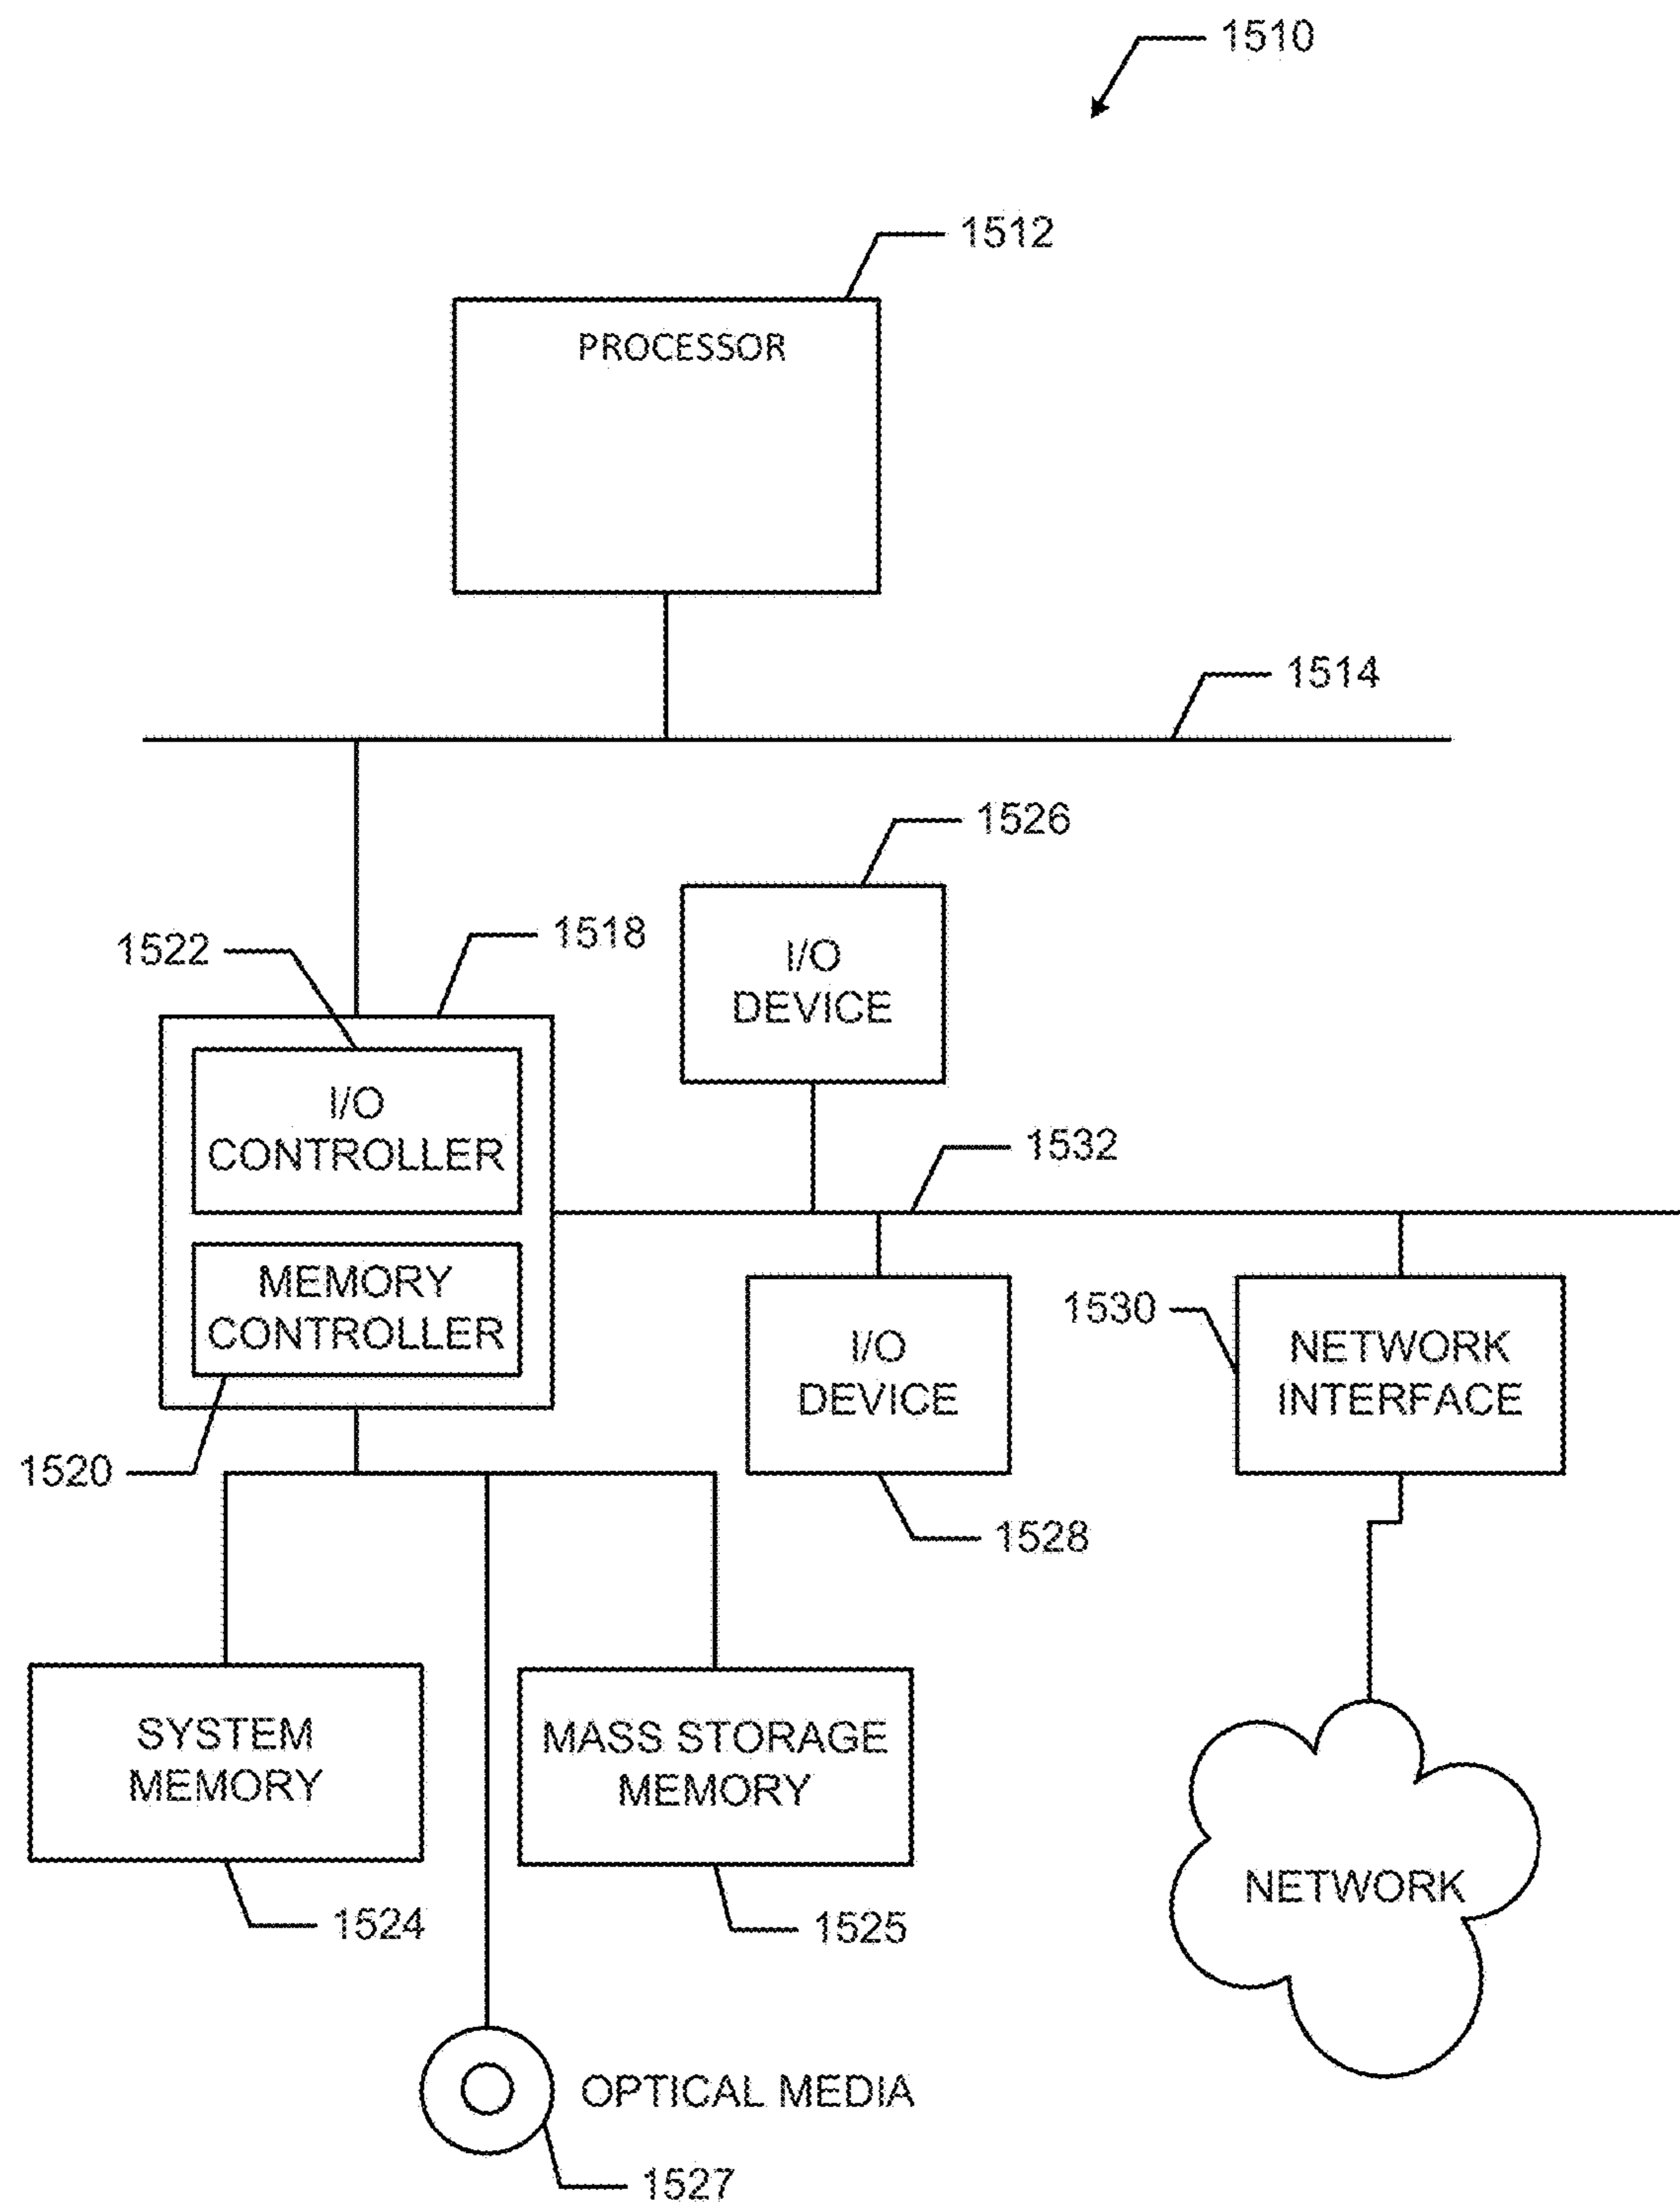 1510
1512
PROCESSOR
1514
1526
1522
1518
I/O
DEVICE
I/O
CONTROLLER
1532
MEMORY
CONTROLLER
1530
I/O
DEVICE
NETWORK
INTERFACE
1520
1528
SYSTEM
MEMORY
MASS STORAGE
MEMORY
NETWORK
1524
1525
OPTICAL MEDIA
1527